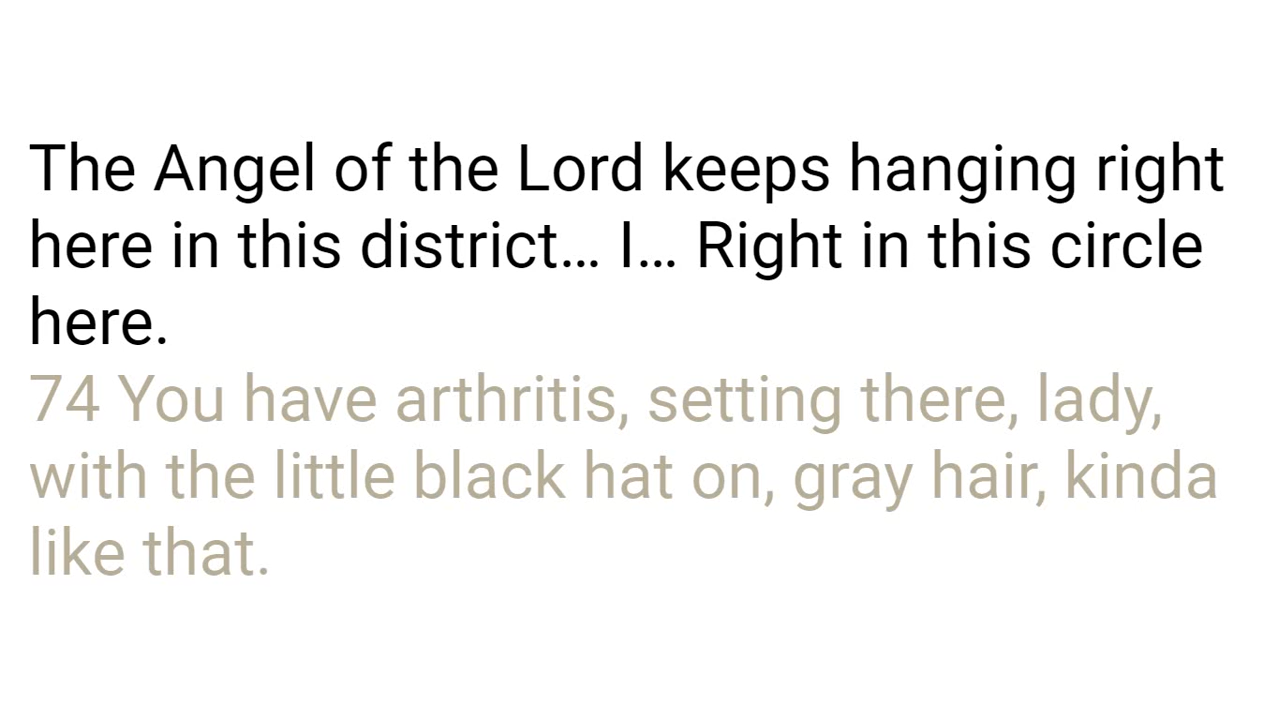 The Angel of the Lord keeps hanging right
here in this district… I… Right in this circle
here.
74 You have arthritis, setting there, lady,
with the little black hat on, gray hair, kinda
like that.